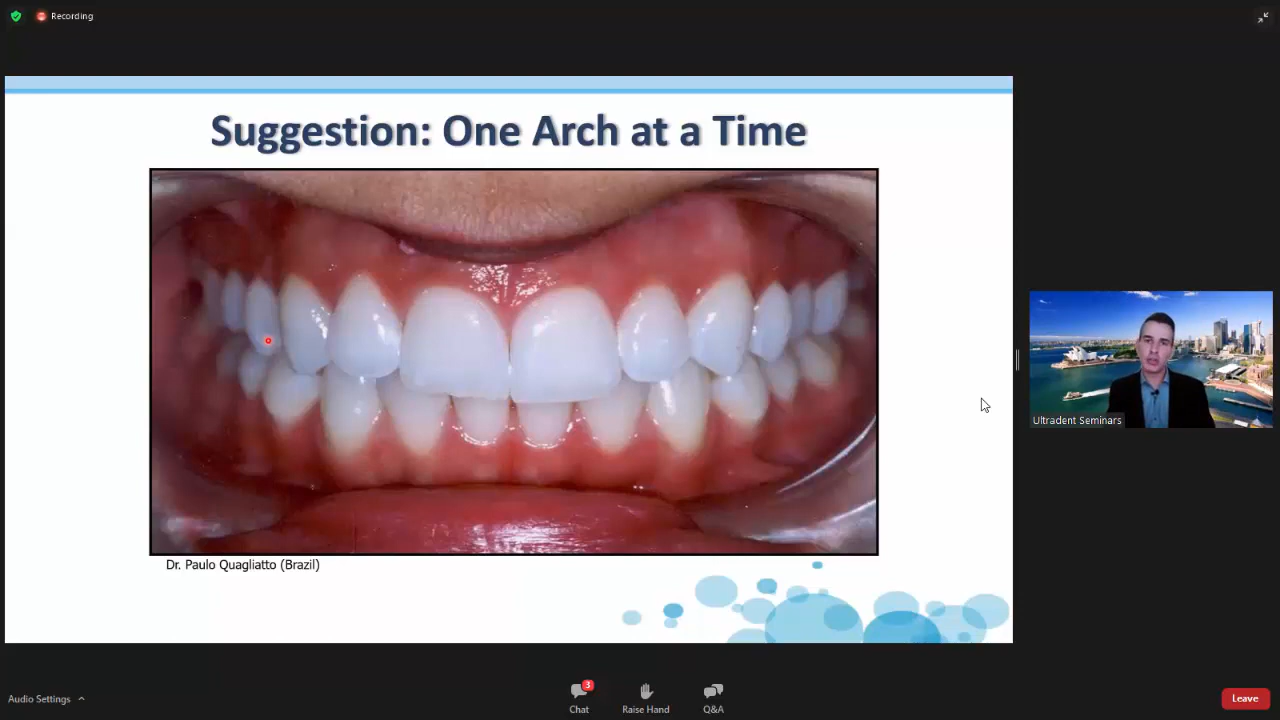 Recording
Suggestion: One Arch at a Time
Dr. Paulo Quagliatto (Brazil)
Ultradent Seminars
Audio Settings
3
Chat
Raise Hand
Q&A
Leave